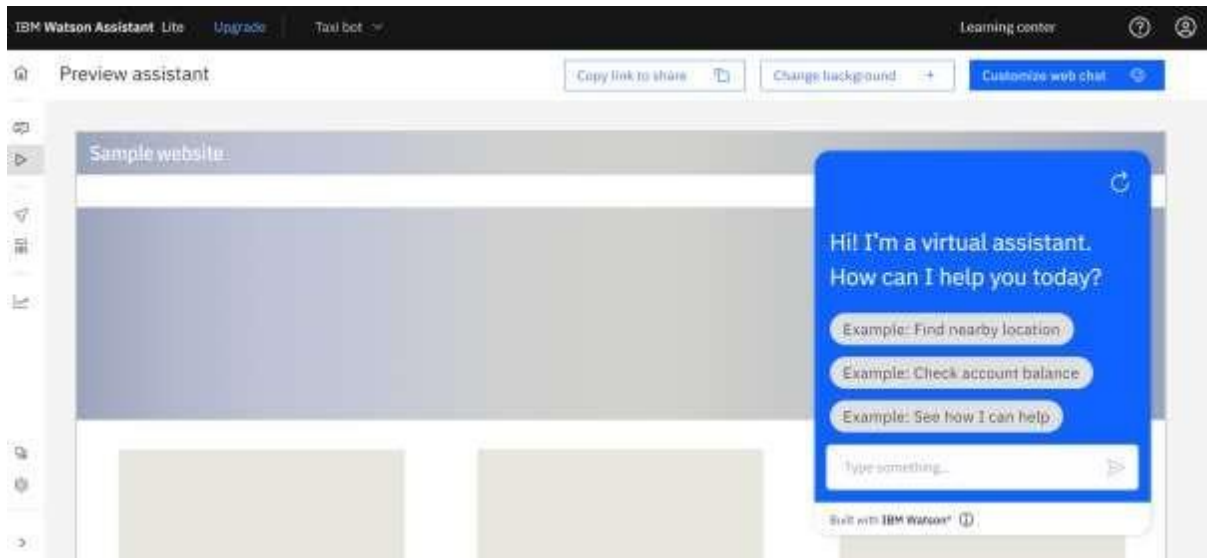 IBM Watson Assistant Lite Upgrade Taxi bot Learning center
Preview assistant Copy link to share Change background + Customize web chat
Sample website
Hi! I'm a virtual assistant.
How can I help you today?
Example: Find nearby location
Example: Check account balance
Example: See how I can help
Type something...
Built with IBM Watson®